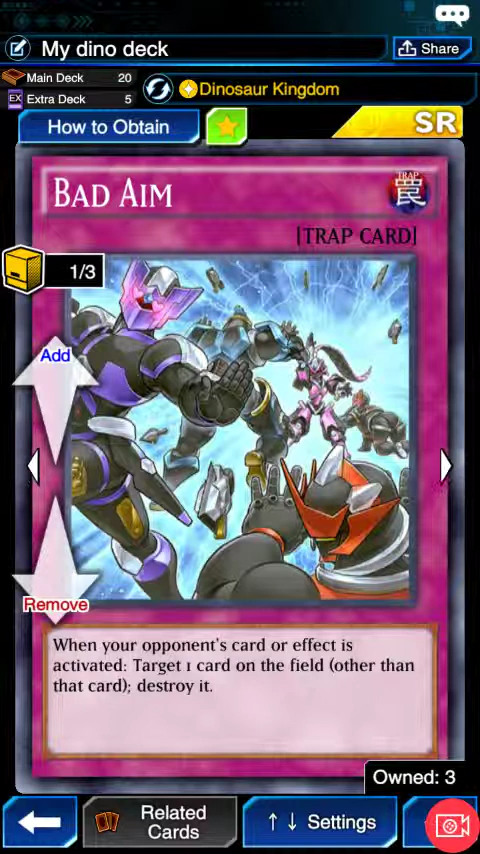 My dino deck
Share
Main Deck 20
EX Extra Deck 5
Dinosaur Kingdom
How to Obtain
SR
BAD AIM
TRAP
罠
[TRAP CARD]
1/3
Add
Remove
When your opponent's card or effect is
activated: Target 1 card on the field (other than
that card); destroy it.
Owned: 3
Related
Cards
↑↓ Settings